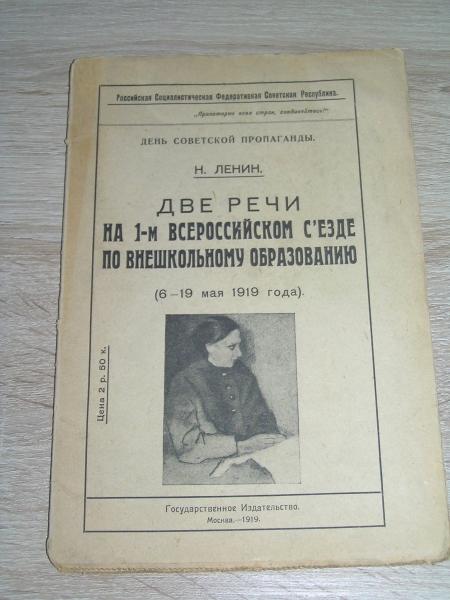 Российская Социалистическая Федеративная Советская Республика.
„Пролетарии всех стран, соединяйтесь!“
ДЕНЬ СОВЕТСКОЙ ПРОПАГАНДЫ.
Н. ЛЕНИН.
ДВЕ РЕЧИ
НА 1-м ВСЕРОССИЙСКОМ С'ЕЗДЕ
ПО ВНЕШКОЛЬНОМУ ОБРАЗОВАНИЮ
(6—19 мая 1919 года).
Цена 2 р. 50 к.
Государственное Издательство.
Москва.—1919.